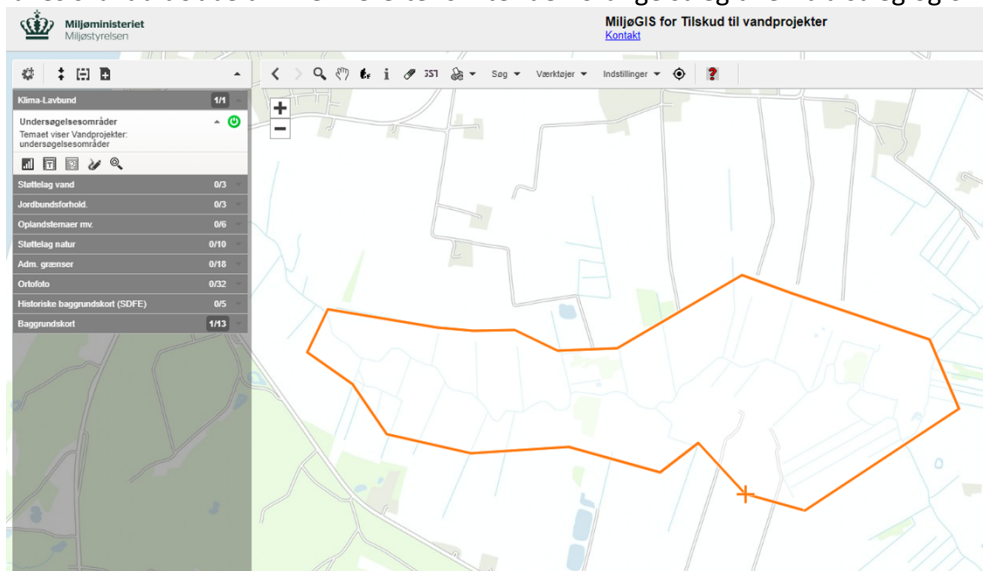 Miljøministeriet
Miljøstyrelsen
MiljøGIS for Tilskud til vandprojekter
Kontakt
Søg
Værktøjer
Indstillinger
Klima-Lavbund 1/1
Undersøgelsesområder
Temaet viser Vandprojekter:
undersøgelsesområder
Støttelag vand 0/3
Jordbundsforhold. 0/3
Oplandstemaer mv. 0/6
Støttelag natur 0/10
Adm. grænser 0/18
Ortofoto 0/32
Historiske baggrundskort (SDFE) 0/5
Baggrundskort 1/13